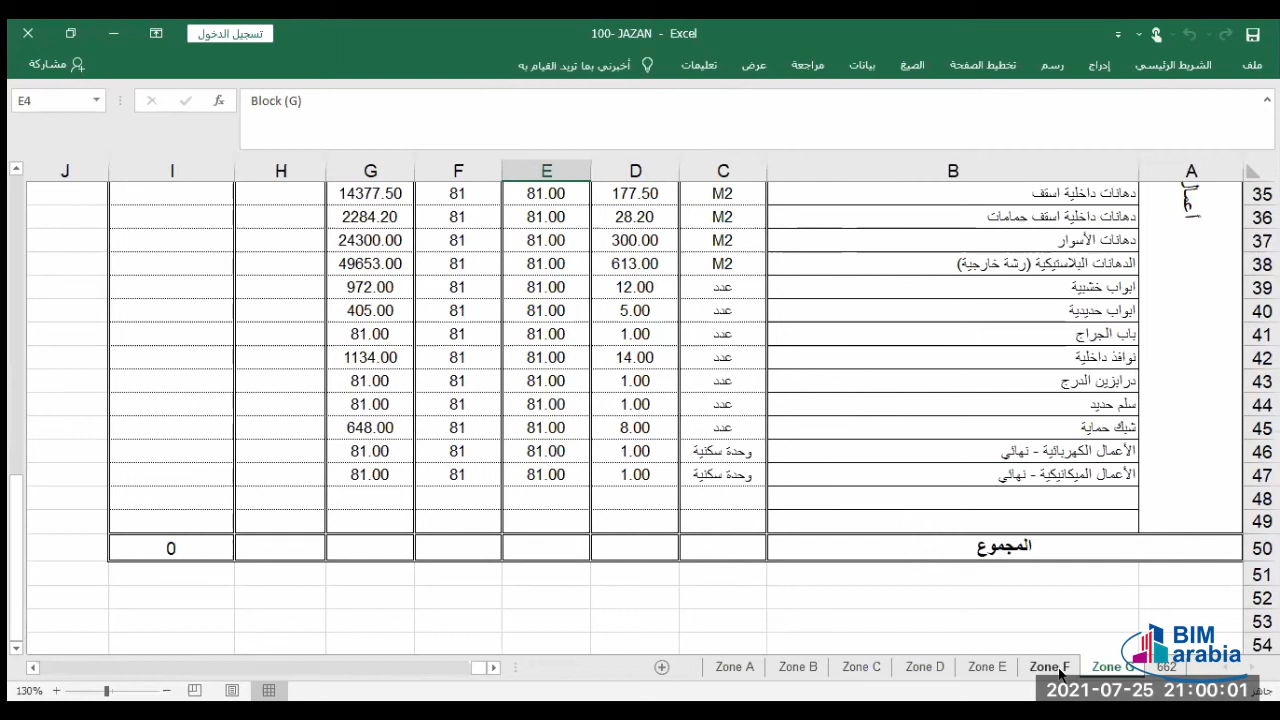 تسجيل الدخول
100- JAZAN - Excel
ملف الشريط الرئيسي إدراج رسم تخطيط الصفحة الصيغ بيانات مراجعة عرض تعليمات أخبرني بما تريد القيام به مشاركة
E4 fx Block (G)
J I H G F E D C B A
35 دهانات داخلية اسقف M2 177.50 81.00 81 14377.50
اعمال
36 دهانات داخلية اسقف حمامات M2 28.20 81.00 81 2284.20
37 دهانات الأسوار M2 300.00 81.00 81 24300.00
38 الدهانات البلاستيكية (رشة خارجية) M2 613.00 81.00 81 49653.00
39 ابواب خشبية عدد 12.00 81.00 81 972.00
40 ابواب حديدية عدد 5.00 81.00 81 405.00
41 باب الجراج عدد 1.00 81.00 81 81.00
42 نوافذ داخلية عدد 14.00 81.00 81 1134.00
43 درابزين الدرج عدد 1.00 81.00 81 81.00
44 سلم حديد عدد 1.00 81.00 81 81.00
45 شبك حماية عدد 8.00 81.00 81 648.00
46 الأعمال الكهربائية - نهائي وحدة سكنية 1.00 81.00 81 81.00
47 الأعمال الميكانيكية - نهائي وحدة سكنية 1.00 81.00 81 81.00
48
49
50 المجموع 0
51
52
53
54
BIM
arabia
Zone A Zone B Zone C Zone D Zone E Zone F Zone G 662
130%
2021-07-25 21:00:01
جاهز